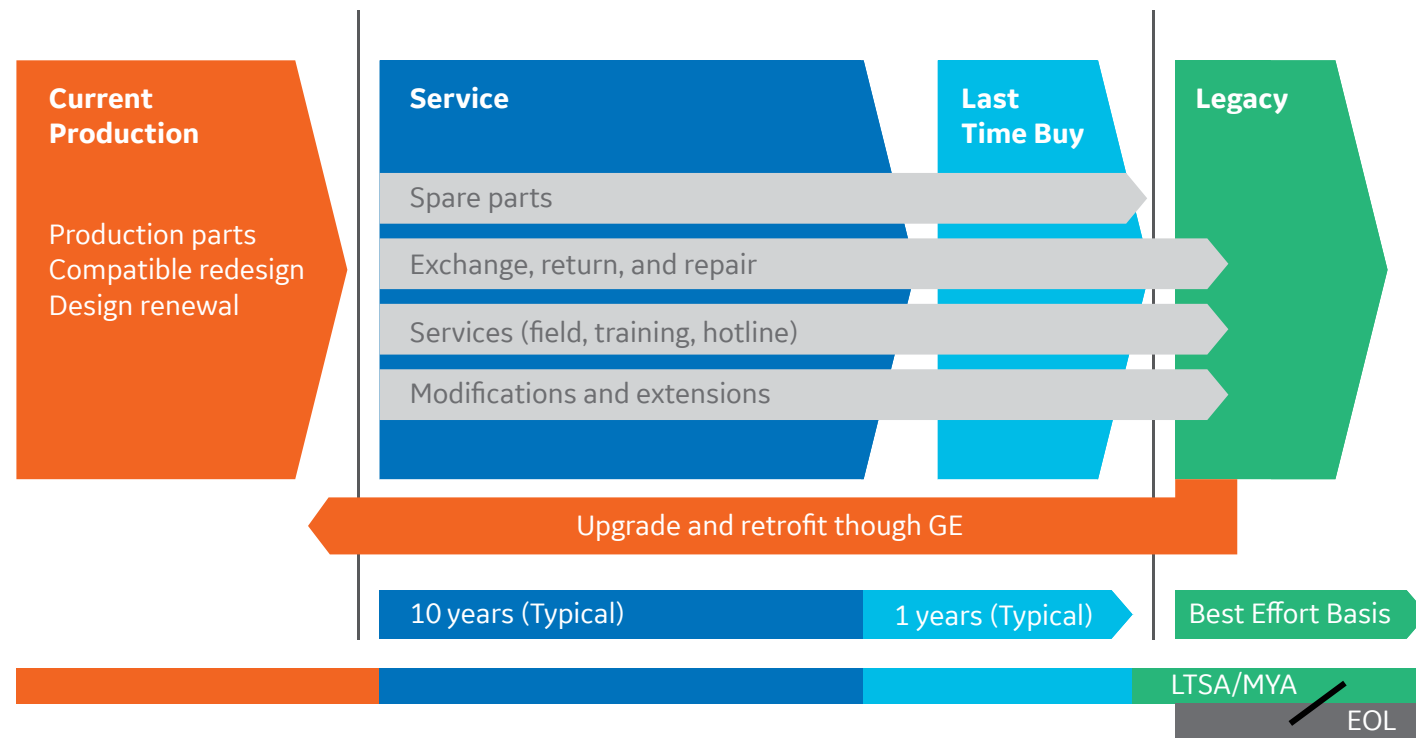 Current
Production
Production parts
Compatible redesign
Design renewal
Service
Last
Time Buy
Legacy
Spare parts
Exchange, return, and repair
Services (field, training, hotline)
Modifications and extensions
Upgrade and retrofit though GE
10 years (Typical)
1 years (Typical)
Best Effort Basis
LTSA/MYA
EOL